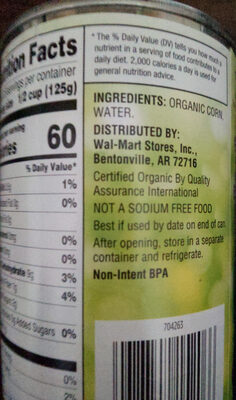 tion Facts
servings per container
1/2 cup (125g)
serving
60
% Daily Value*
1%
0%
0%
0%
3%
4%
Added Sugars 0%
0%
2%
*The % Daily Value (DV) tells you how much a
nutrient in a serving of food contributes to a
daily diet. 2,000 calories a day is used for
general nutrition advice.
INGREDIENTS: ORGANIC CORN,
WATER.
DISTRIBUTED BY:
Wal-Mart Stores, Inc.,
Bentonville, AR 72716
Certified Organic By Quality
Assurance International
NOT A SODIUM FREE FOOD
Best if used by date on end of can.
After opening, store in a separate
container and refrigerate.
Non-Intent BPA
704263